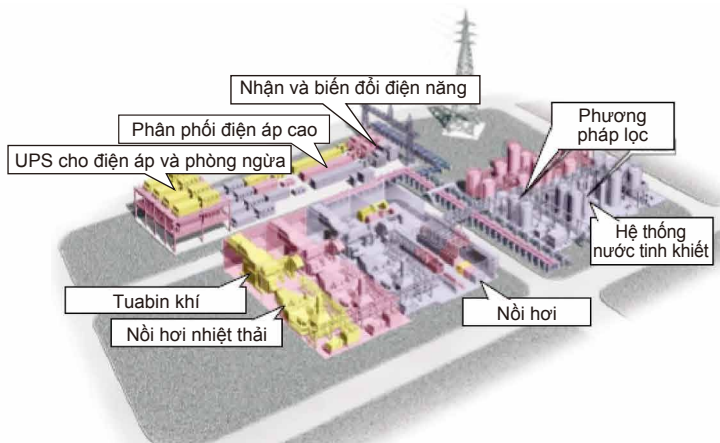 Nhận và biến đổi điện năng
Phân phối điện áp cao
UPS cho điện áp và phòng ngừa
Phương
pháp lọc
Hệ thống
nước tinh khiết
Tuabin khí
Nồi hơi nhiệt thải
Nồi hơi